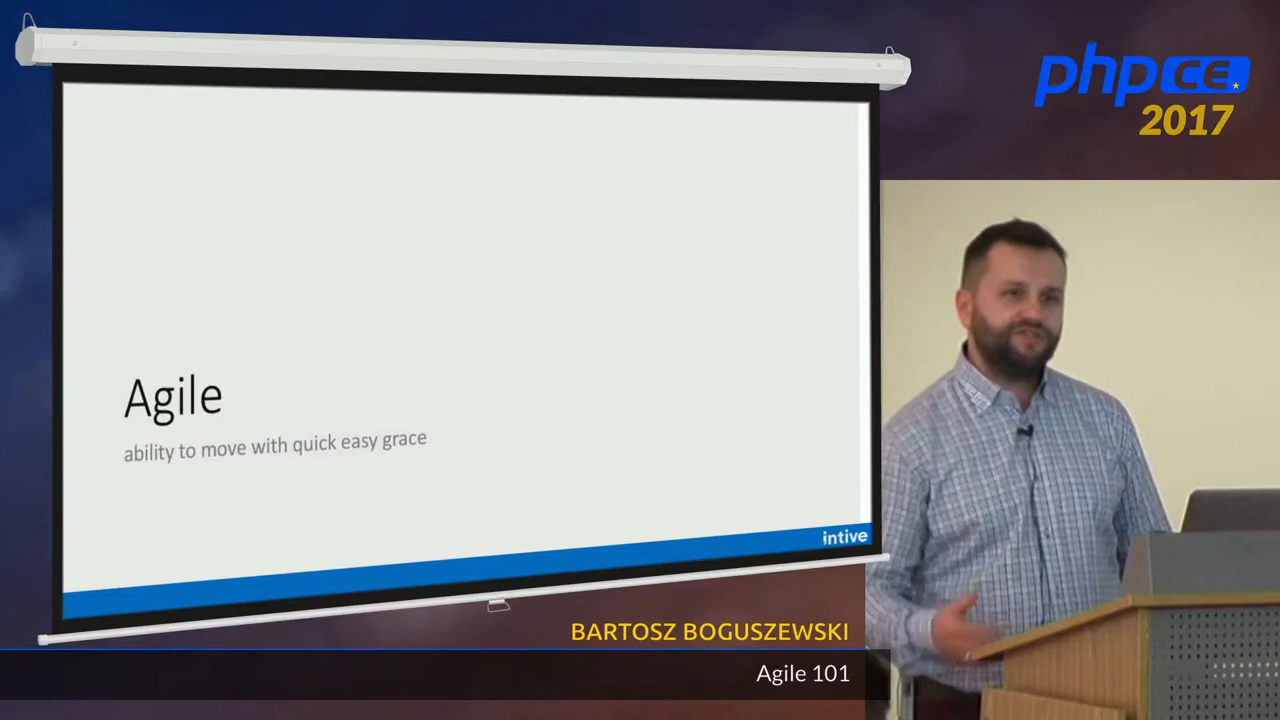 phpCE
2017
Agile
ability to move with quick easy grace
intive
BARTOSZ BOGUSZEWSKI
Agile 101